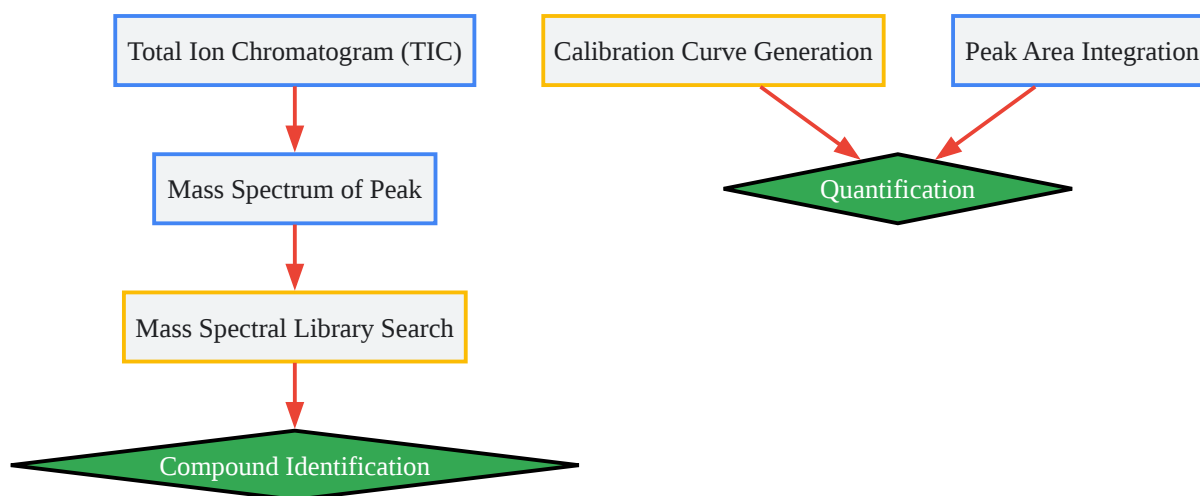 Total Ion Chromatogram (TIC)
Calibration Curve Generation
Peak Area Integration
Mass Spectrum of Peak
Quantification
Mass Spectral Library Search
Compound Identification